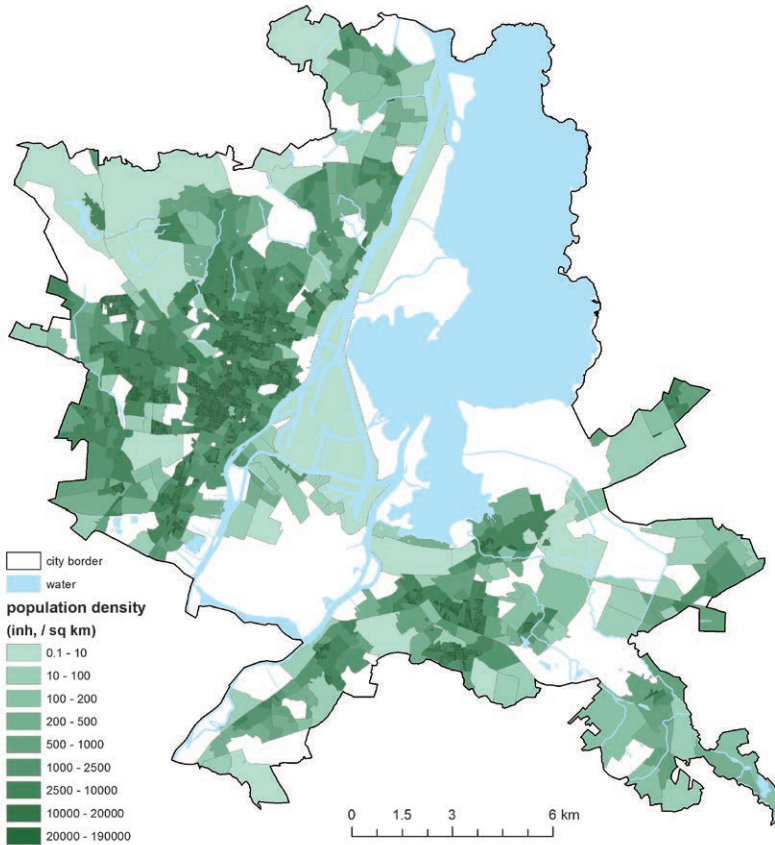 city border
water
population density
(inh, / sq km)
0.1 - 10
10 - 100
100 - 200
200 - 500
500 - 1000
1000 - 2500
2500 - 10000
10000 - 20000
20000 - 190000
0 1.5 3 6 km